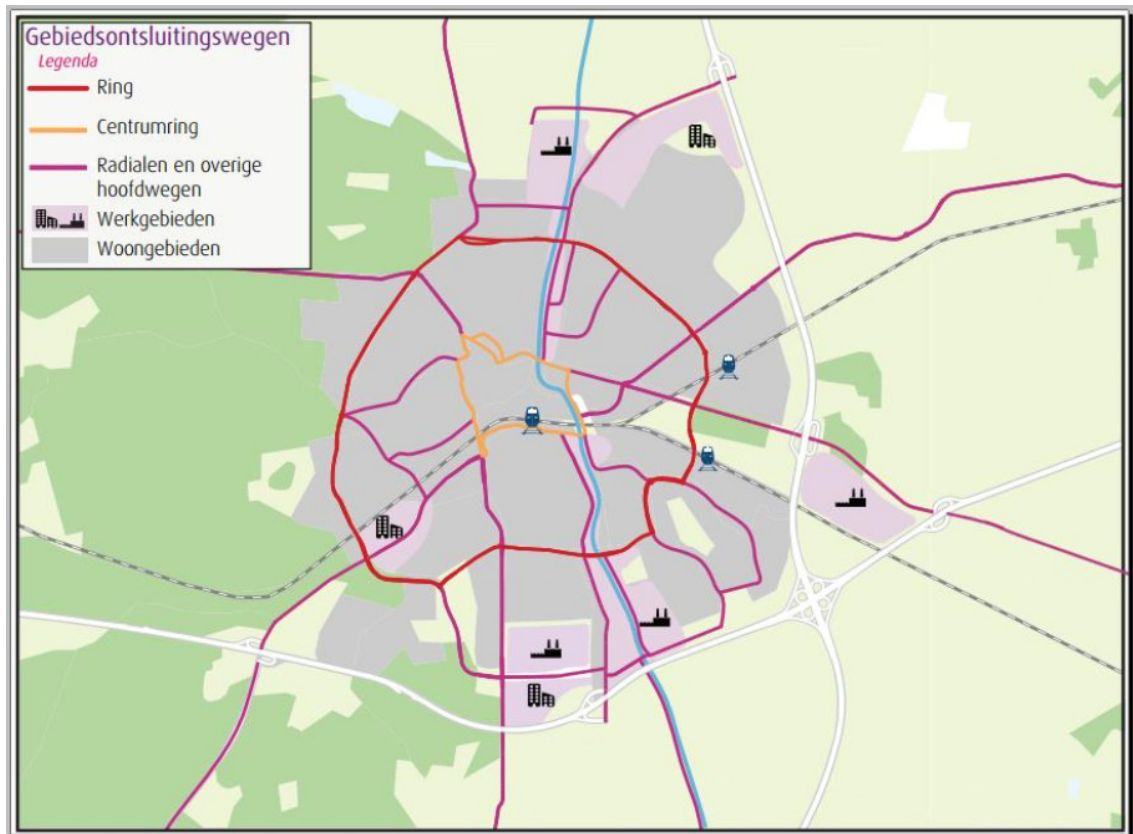 Gebiedsontsluitingswegen
Legenda
Ring
Centrumring
Radialen en overige
hoofdwegen
Werkgebieden
Woongebieden